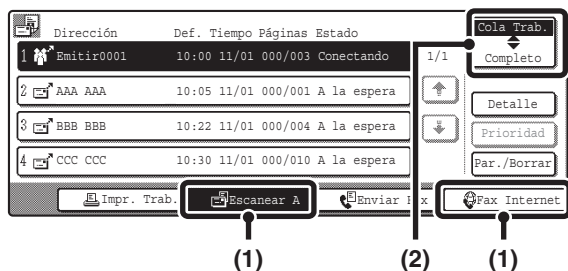 Dirección Def. Tiempo Páginas Estado
Cola Trab.
Completo
1 Emitir0001 10:00 11/01 000/003 Conectando 1/1
2 AAA AAA 10:05 11/01 000/001 A la espera
Detalle
3 BBB BBB 10:22 11/01 000/004 A la espera
Prioridad
4 CCC CCC 10:30 11/01 000/010 A la espera
Par./Borrar
Impr. Trab. Escanear A Enviar Fax Fax Internet
(1) (2) (1)